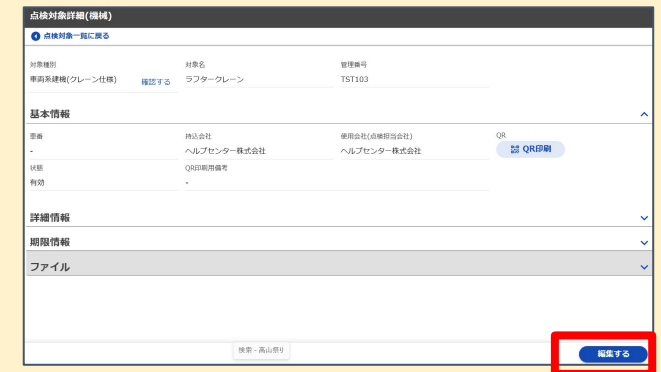 点検対象詳細(機械)
点検対象一覧に戻る
対象種別
対象名
管理番号
車両系建機(クレーン仕様)
確認する
ラフタークレーン
TST103
基本情報
車番
持込会社
使用会社(点検担当会社)
QR
-
ヘルプセンター株式会社
ヘルプセンター株式会社
QR印刷
状態
QR印刷用備考
有効
-
詳細情報
期限情報
ファイル
検索 - 高山祭り
編集する